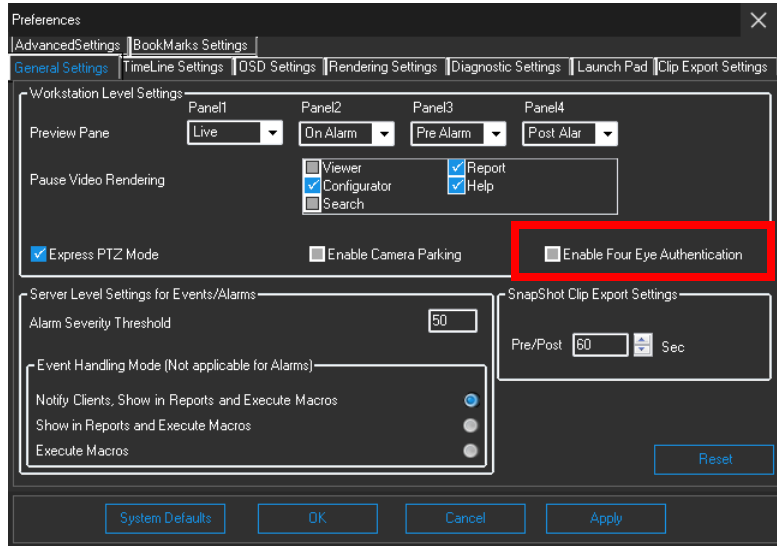 Preferences
AdvancedSettings BookMarks Settings
General Settings TimeLine Settings OSD Settings Rendering Settings Diagnostic Settings Launch Pad Clip Export Settings
Workstation Level Settings
Panel1 Panel2 Panel3 Panel4
Preview Pane Live On Alarm Pre Alarm Post Alar
Pause Video Rendering
Viewer Report
Configurator Help
Search
Express PTZ Mode Enable Camera Parking Enable Four Eye Authentication
Server Level Settings for Events/Alarms
Alarm Severity Threshold 50
Event Handling Mode (Not applicable for Alarms)
Notify Clients, Show in Reports and Execute Macros
Show in Reports and Execute Macros
Execute Macros
SnapShot Clip Export Settings
Pre/Post 60 Sec
Reset
System Defaults OK Cancel Apply